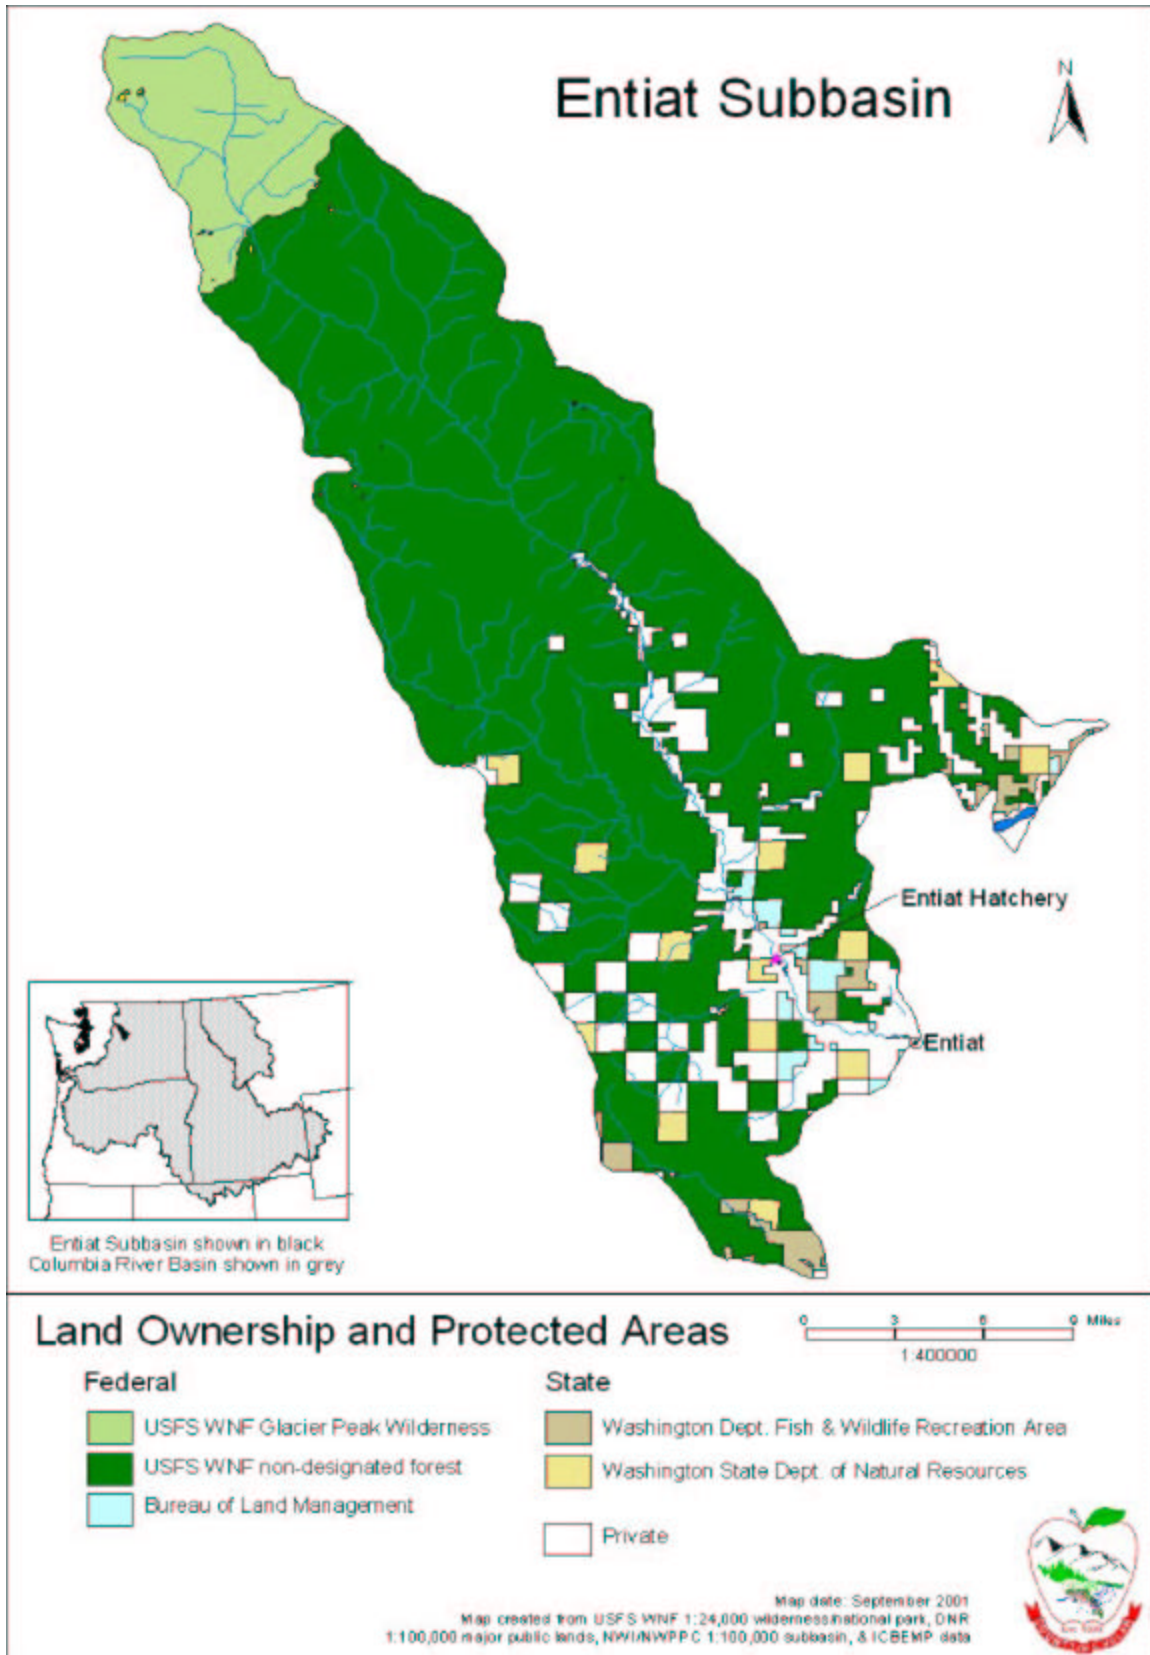 Entiat Subbasin
N
Entiat Hatchery
Entiat
Entiat Subbasin shown in black
Columbia River Basin shown in grey
Land Ownership and Protected Areas
0 3 6 9 Miles
1:400000
Federal
USFS WNF Glacier Peak Wilderness
USFS WNF non-designated forest
Bureau of Land Management
State
Washington Dept. Fish & Wildlife Recreation Area
Washington State Dept. of Natural Resources
Private
Map date: September 2001
Map created from USFS WNF 1:24,000 wilderness/national park, DNR
1:100,000 major public lands, NWI/NWPPC 1:100,000 subbasin, & ICBEMP data